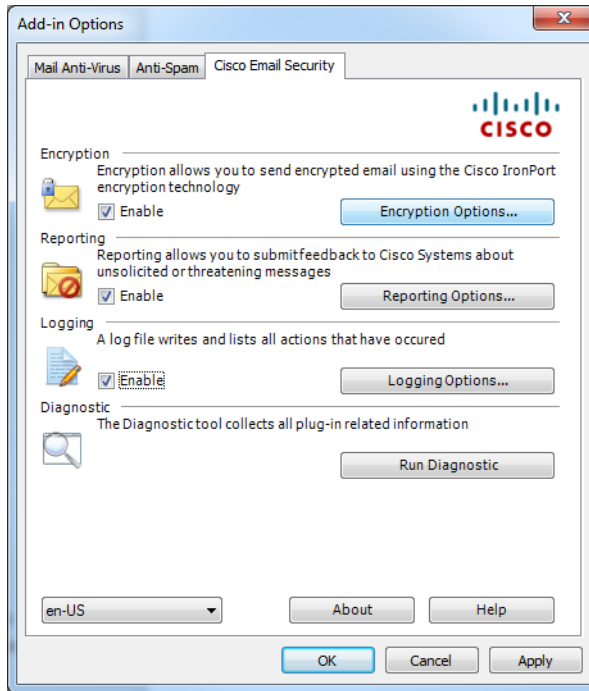 Add-in Options
Mail Anti-Virus Anti-Spam Cisco Email Security
CISCO
Encryption
Encryption allows you to send encrypted email using the Cisco IronPort
encryption technology
Enable Encryption Options...
Reporting
Reporting allows you to submit feedback to Cisco Systems about
unsolicited or threatening messages
Enable Reporting Options...
Logging
A log file writes and lists all actions that have occured
Enable Logging Options...
Diagnostic
The Diagnostic tool collects all plug-in related information
Run Diagnostic
en-US About Help
OK Cancel Apply